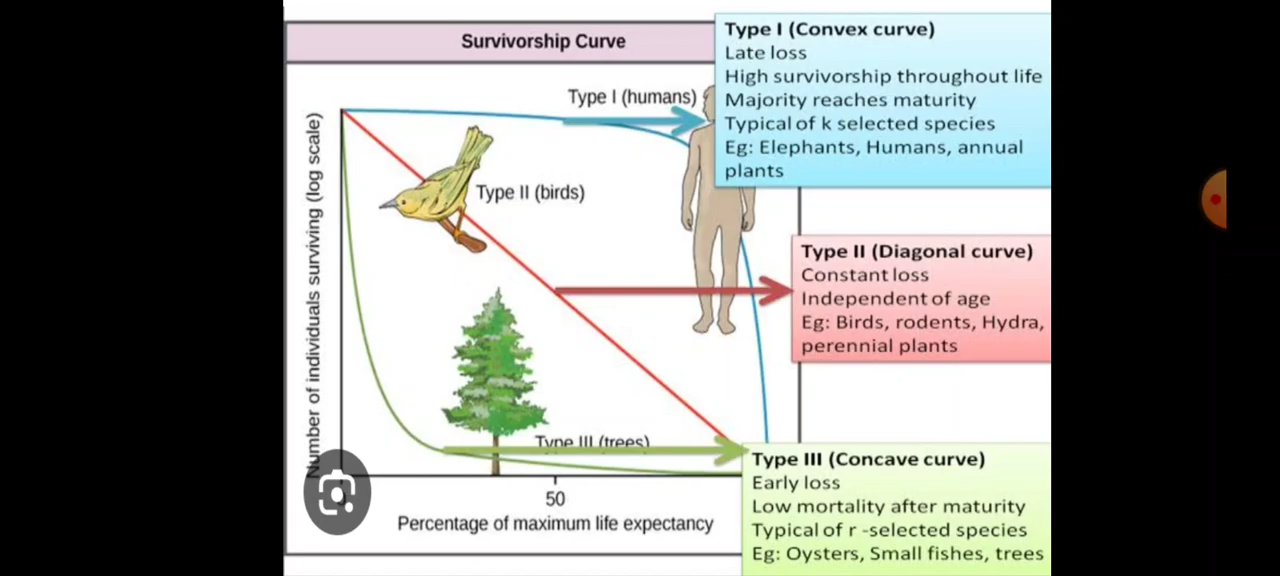 Survivorship Curve
Type I (Convex curve)
Late loss
High survivorship throughout life
Majority reaches maturity
Typical of k selected species
Eg: Elephants, Humans, annual
plants
Type I (humans)
Type II (birds)
Type II (Diagonal curve)
Constant loss
Independent of age
Eg: Birds, rodents, Hydra,
perennial plants
Type III (trees)
Type III (Concave curve)
Early loss
Low mortality after maturity
Typical of r -selected species
Eg: Oysters, Small fishes, trees
Number of individuals surviving (log scale)
50
Percentage of maximum life expectancy